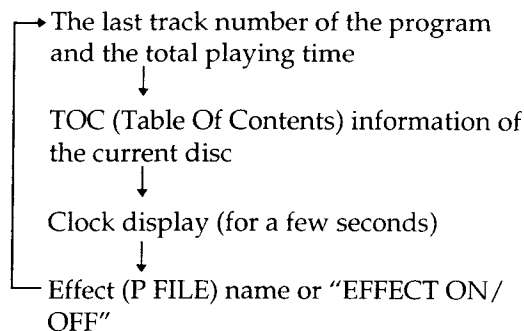 The last track number of the program
and the total playing time
TOC (Table Of Contents) information of
the current disc
Clock display (for a few seconds)
Effect (P FILE) name or “EFFECT ON/
OFF”